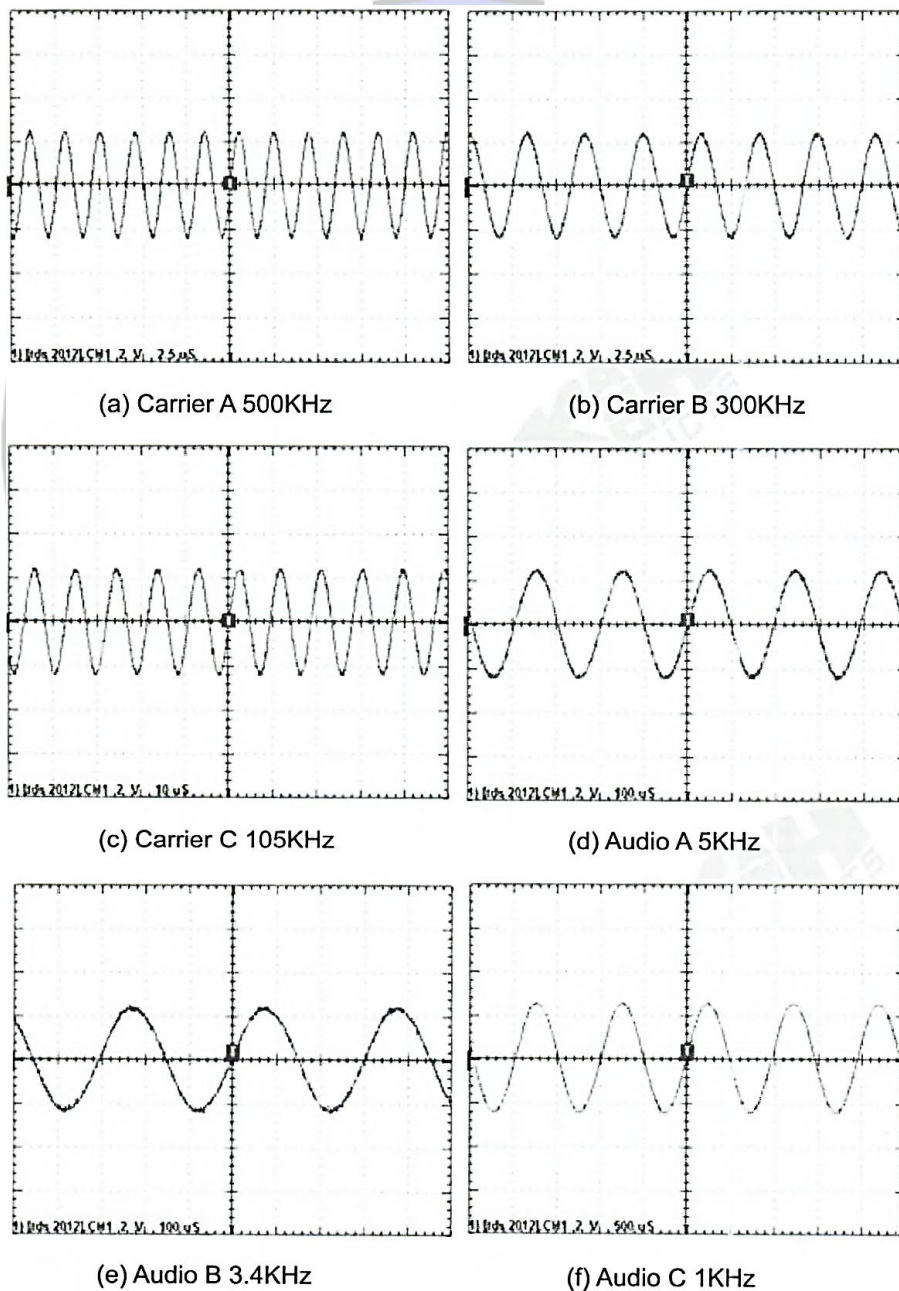 1) [tds 2012].CH1 .2 V . 2.5 uS
1) [tds 2012].CH1 .2 V . 2.5 uS
(a) Carrier A 500KHz
(b) Carrier B 300KHz
1) [tds 2012].CH1 .2 V . 10 uS
1) [tds 2012].CH1 .2 V . 100 uS
(c) Carrier C 105KHz
(d) Audio A 5KHz
1) [tds 2012].CH1 .2 V . 100 uS
1) [tds 2012].CH1 .2 V . 500 uS
(e) Audio B 3.4KHz
(f) Audio C 1KHz